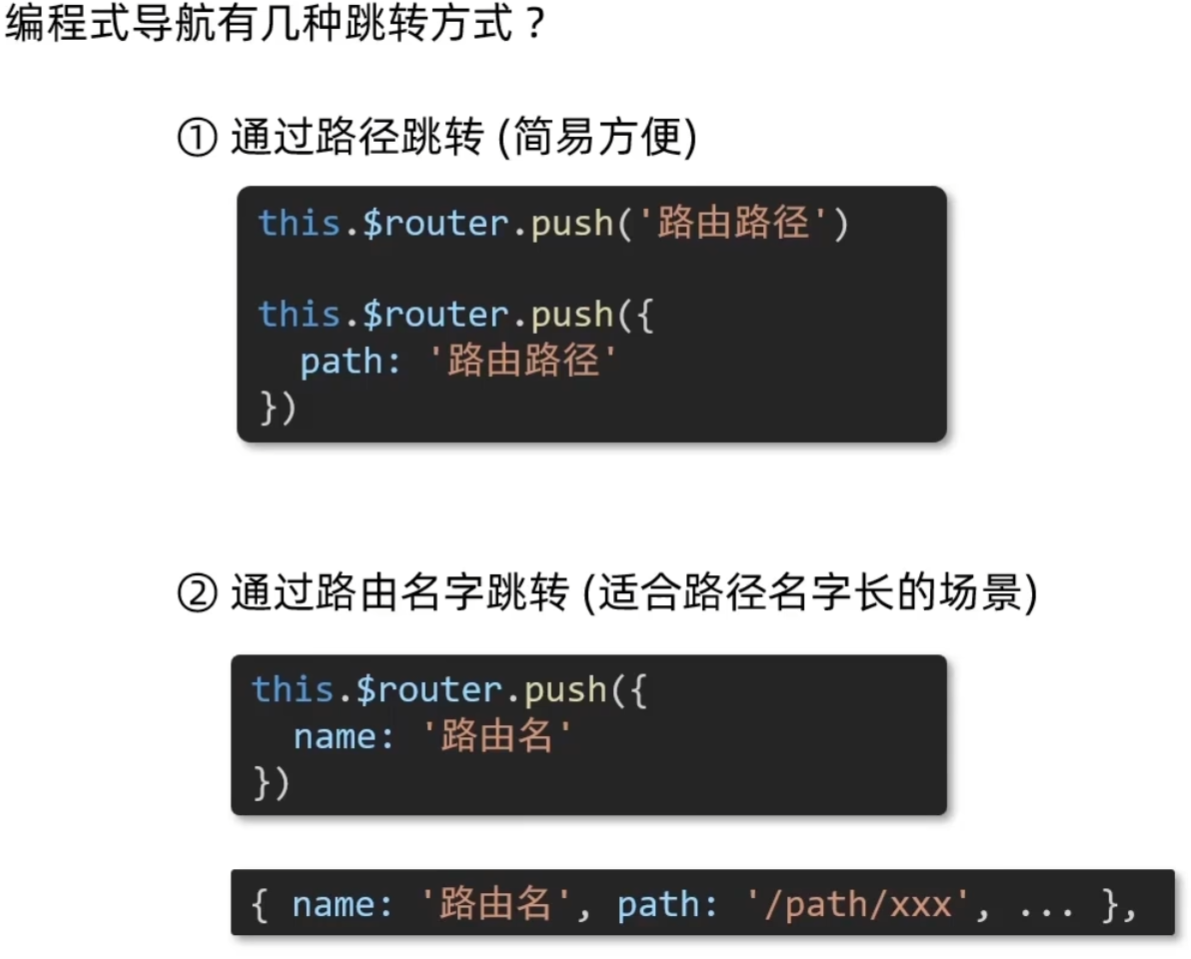 编程式导航有几种跳转方式？
① 通过路径跳转 (简易方便)
this.$router.push('路由路径')
this.$router.push({
  path: '路由路径'
})
② 通过路由名字跳转 (适合路径名字长的场景)
this.$router.push({
  name: '路由名'
})
{ name: '路由名', path: '/path/xxx', ... },